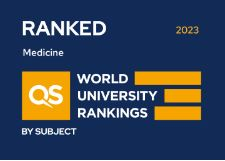 RANKED
2023
Medicine
QS
WORLD
UNIVERSITY
RANKINGS
BY SUBJECT